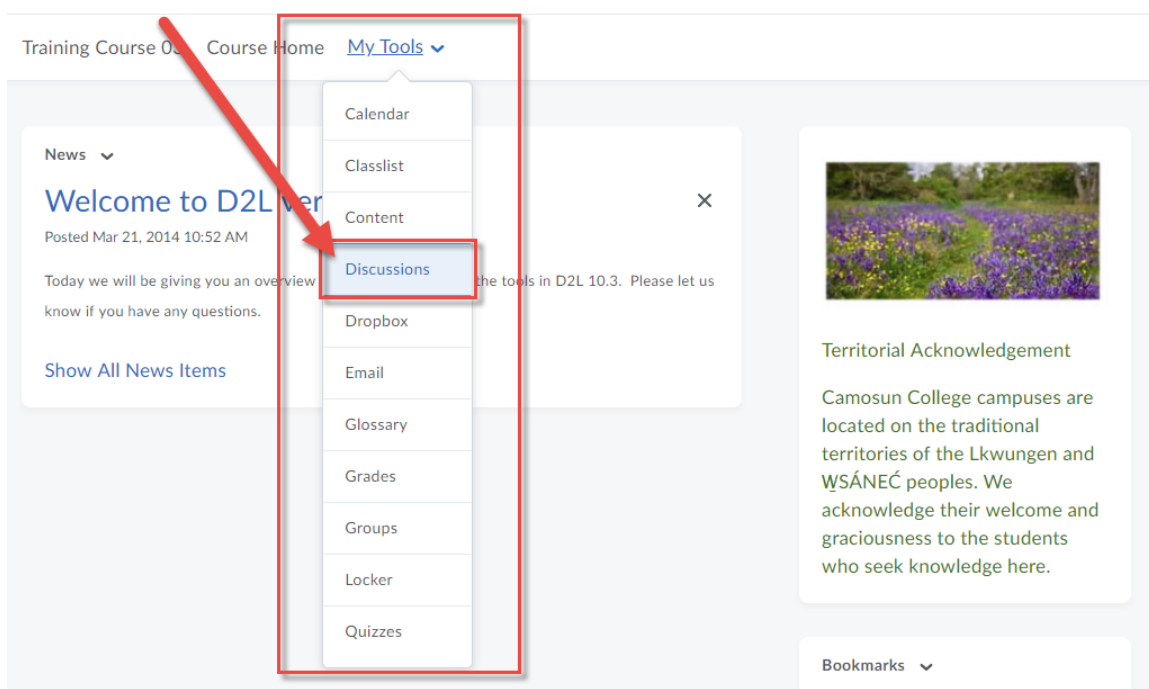 Training Course 03 Course Home My Tools
Calendar
Classlist
Content
Discussions
Dropbox
Email
Glossary
Grades
Groups
Locker
Quizzes
News
Welcome to D2L
Posted Mar 21, 2014 10:52 AM
Today we will be giving you an overview the tools in D2L 10.3. Please let us
know if you have any questions.
Show All News Items
Territorial Acknowledgement
Camosun College campuses are
located on the traditional
territories of the Lkwungen and
W̱SÁNEĆ peoples. We
acknowledge their welcome and
graciousness to the students
who seek knowledge here.
Bookmarks